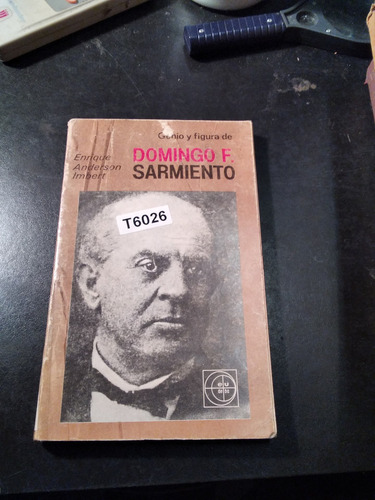 Genio y figura de
Enrique
Anderson
Imbert
DOMINGO F.
SARMIENTO
T6026